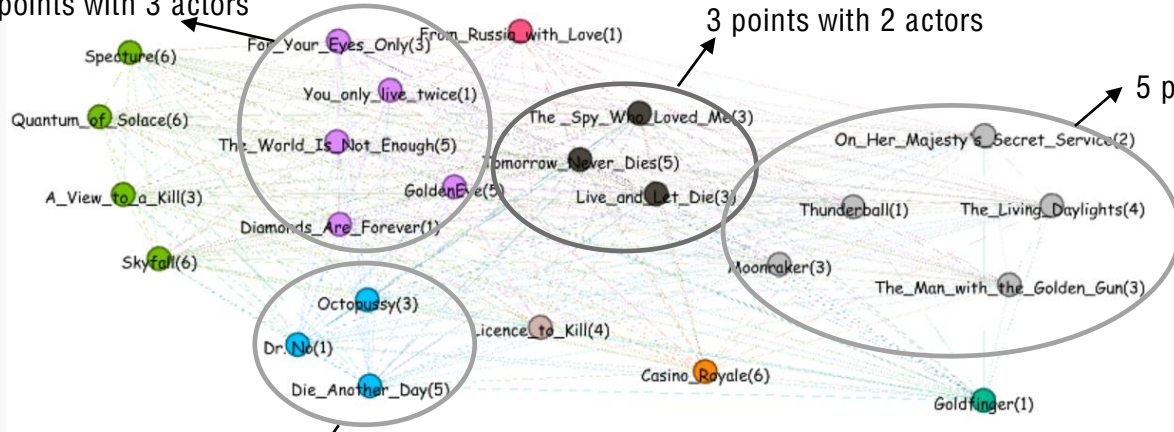 points with 3 actors
3 points with 2 actors
5 p
For_Your_Eyes_Only(3)
From_Russia_with_Love(1)
Specture(6)
You_only_live_twice(1)
Quantum_of_Solace(6)
The _Spy_Who_Loved_Me(3)
On_Her_Majesty's_Secret_Service(2)
The_World_Is_Not_Enough(5)
Tomorrow_Never_Dies(5)
A_View_to_a_Kill(3)
GoldenEye(5)
Live_and_Let_Die(3)
Thunderball(1)
The_Living_Daylights(4)
Diamonds_Are_Forever(1)
Skyfall(6)
Moonraker(3)
The_Man_with_the_Golden_Gun(3)
Octopussy(3)
Licence_to_Kill(4)
Dr.No(1)
Die_Another_Day(5)
Casino_Royale(6)
Goldfinger(1)